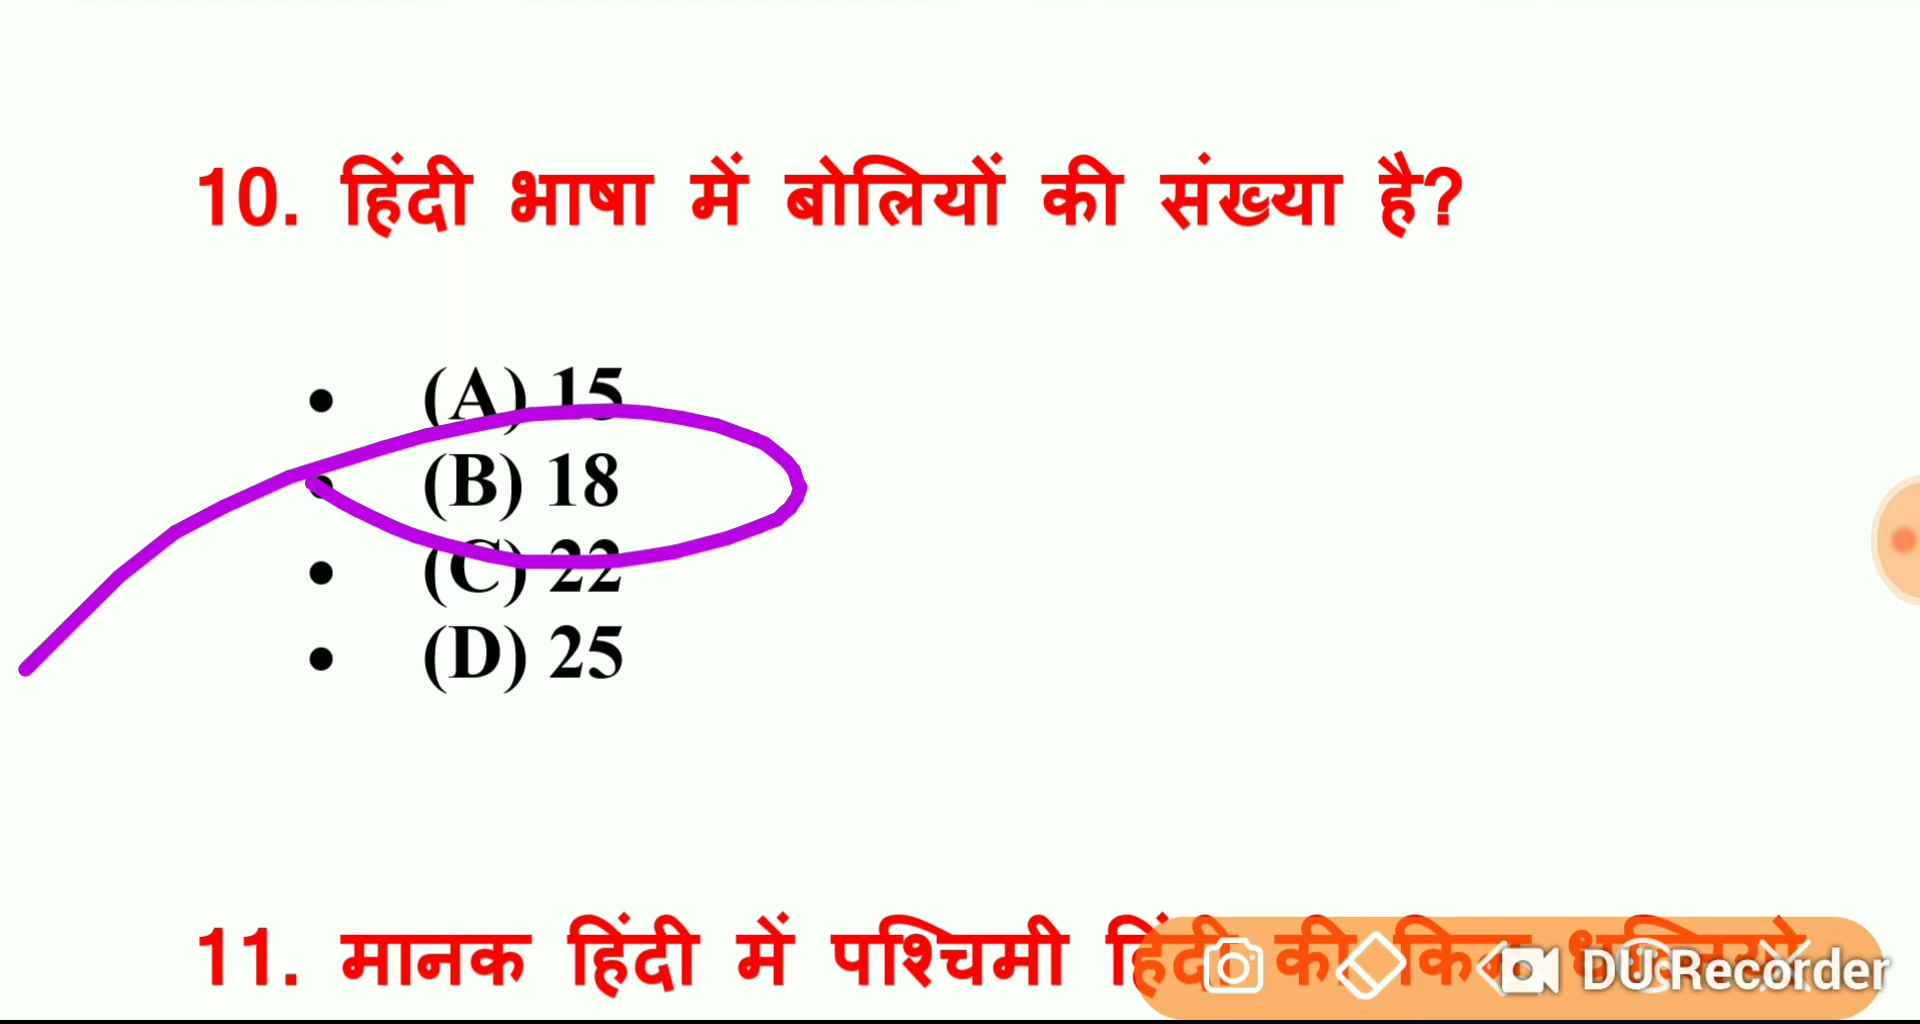 10. हिंदी भाषा में बोलियों की संख्या है?
• (A) 15
• (B) 18
• (C) 22
• (D) 25
11. मानक हिंदी में पश्चिमी हिंदी की किन
DU Recorder